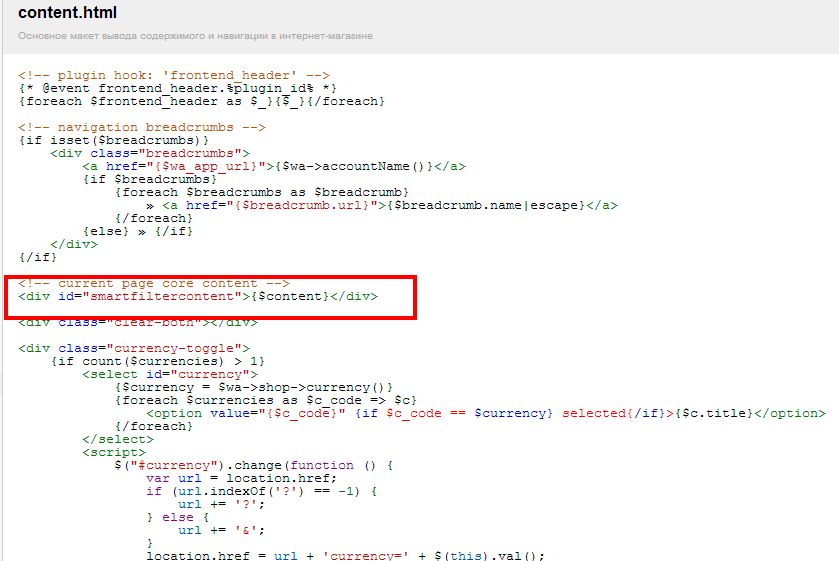 content.html
Основное макет вывода содержимого и навигации в интернет-магазине
<!-- plugin hook: 'frontend_header' -->
{* @event frontend_header.%plugin_id% *}
{foreach $frontend_header as $_}{$_}{/foreach}
<!-- navigation breadcrumbs -->
{if isset($breadcrumbs)}
    <div class="breadcrumbs">
        <a href="{$wa_app_url}">{$wa->accountName()}</a>
        {if $breadcrumbs}
            {foreach $breadcrumbs as $breadcrumb}
                » <a href="{$breadcrumb.url}">{$breadcrumb.name|escape}</a>
            {/foreach}
        {else} » {/if}
    </div>
{/if}
<!-- current page core content -->
<div id="smartfiltercontent">{$content}</div>
<div class="clear-both"></div>
<div class="currency-toggle">
    {if count($currencies) > 1}
        <select id="currency">
            {$currency = $wa->shop->currency()}
            {foreach $currencies as $c_code => $c}
                <option value="{$c_code}" {if $c_code == $currency} selected{/if}>{$c.title}</option>
            {/foreach}
        </select>
        <script>
            $("#currency").change(function () {
                var url = location.href;
                if (url.indexOf('?') == -1) {
                    url += '?';
                } else {
                    url += '&';
                }
                location.href = url + 'currency=' + $(this).val();